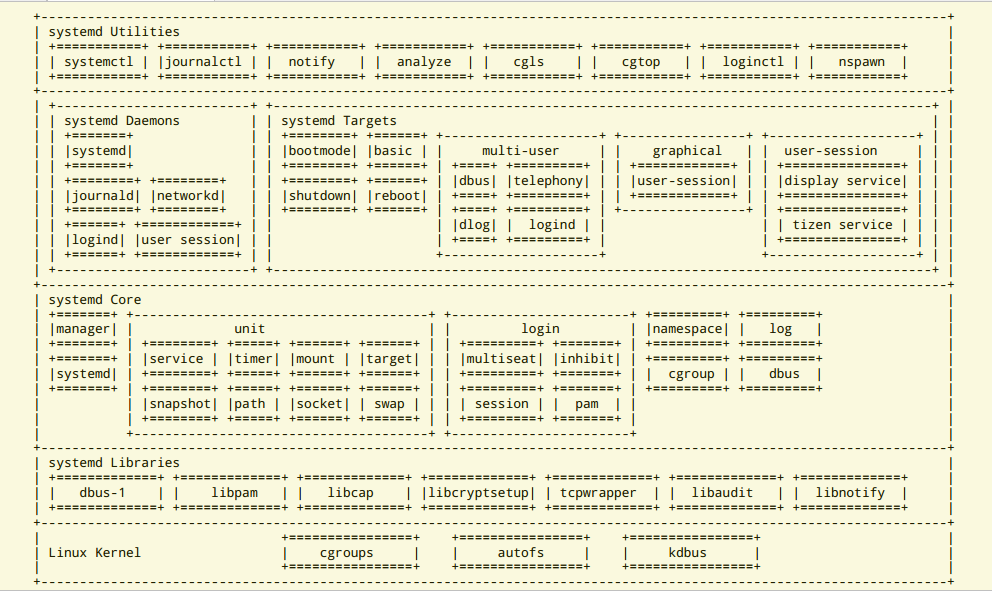 systemd Utilities
systemctl journalctl notify analyze cgls cgtop loginctl nspawn
systemd Daemons systemd Targets
systemd bootmode basic multi-user graphical user-session
dbus telephony user-session display service
journald networkd shutdown reboot
dlog logind tizen service
logind user session
systemd Core
manager unit login namespace log
service timer mount target multiseat inhibit
systemd cgroup dbus
snapshot path socket swap session pam
systemd Libraries
dbus-1 libpam libcap libcryptsetup tcpwrapper libaudit libnotify
Linux Kernel cgroups autofs kdbus